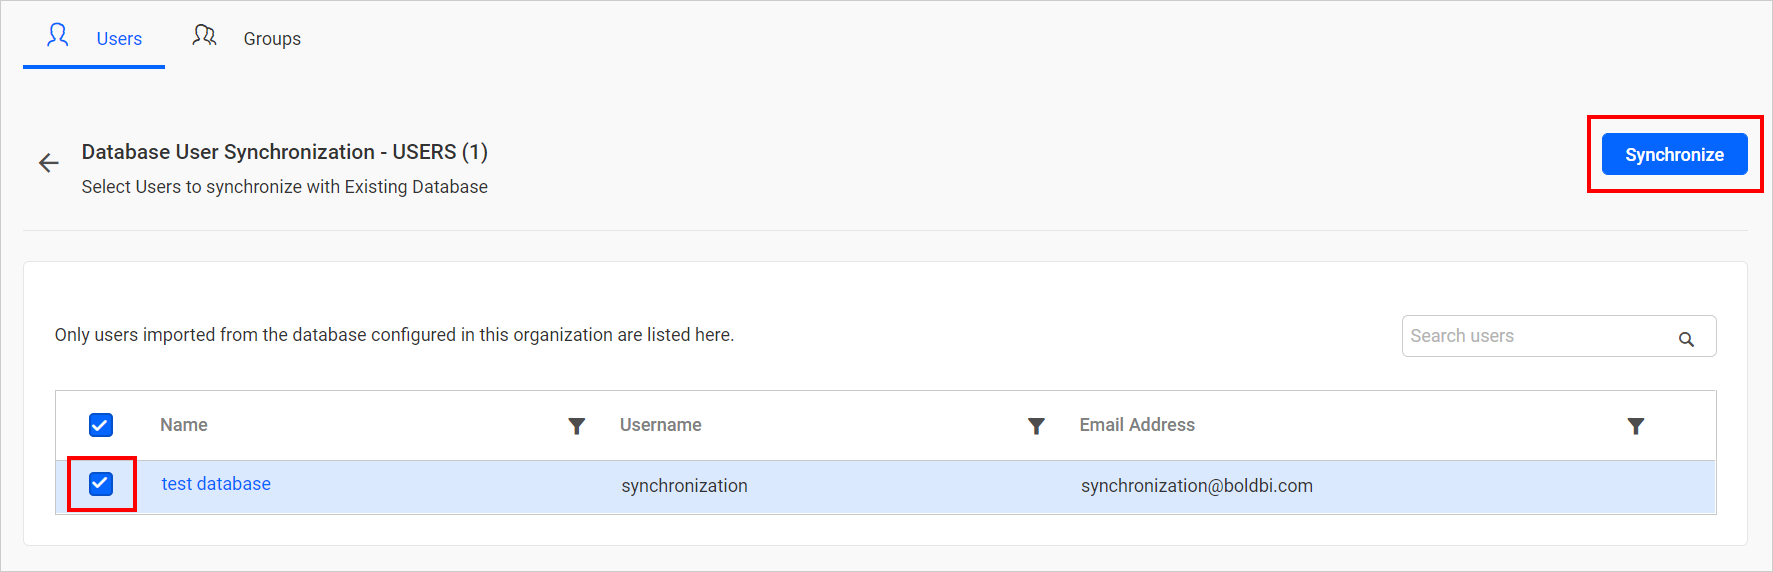 Users Groups
Database User Synchronization - USERS (1)
Select Users to synchronize with Existing Database
Synchronize
Only users imported from the database configured in this organization are listed here.
Search users
Name Username Email Address
test database synchronization synchronization@boldbi.com